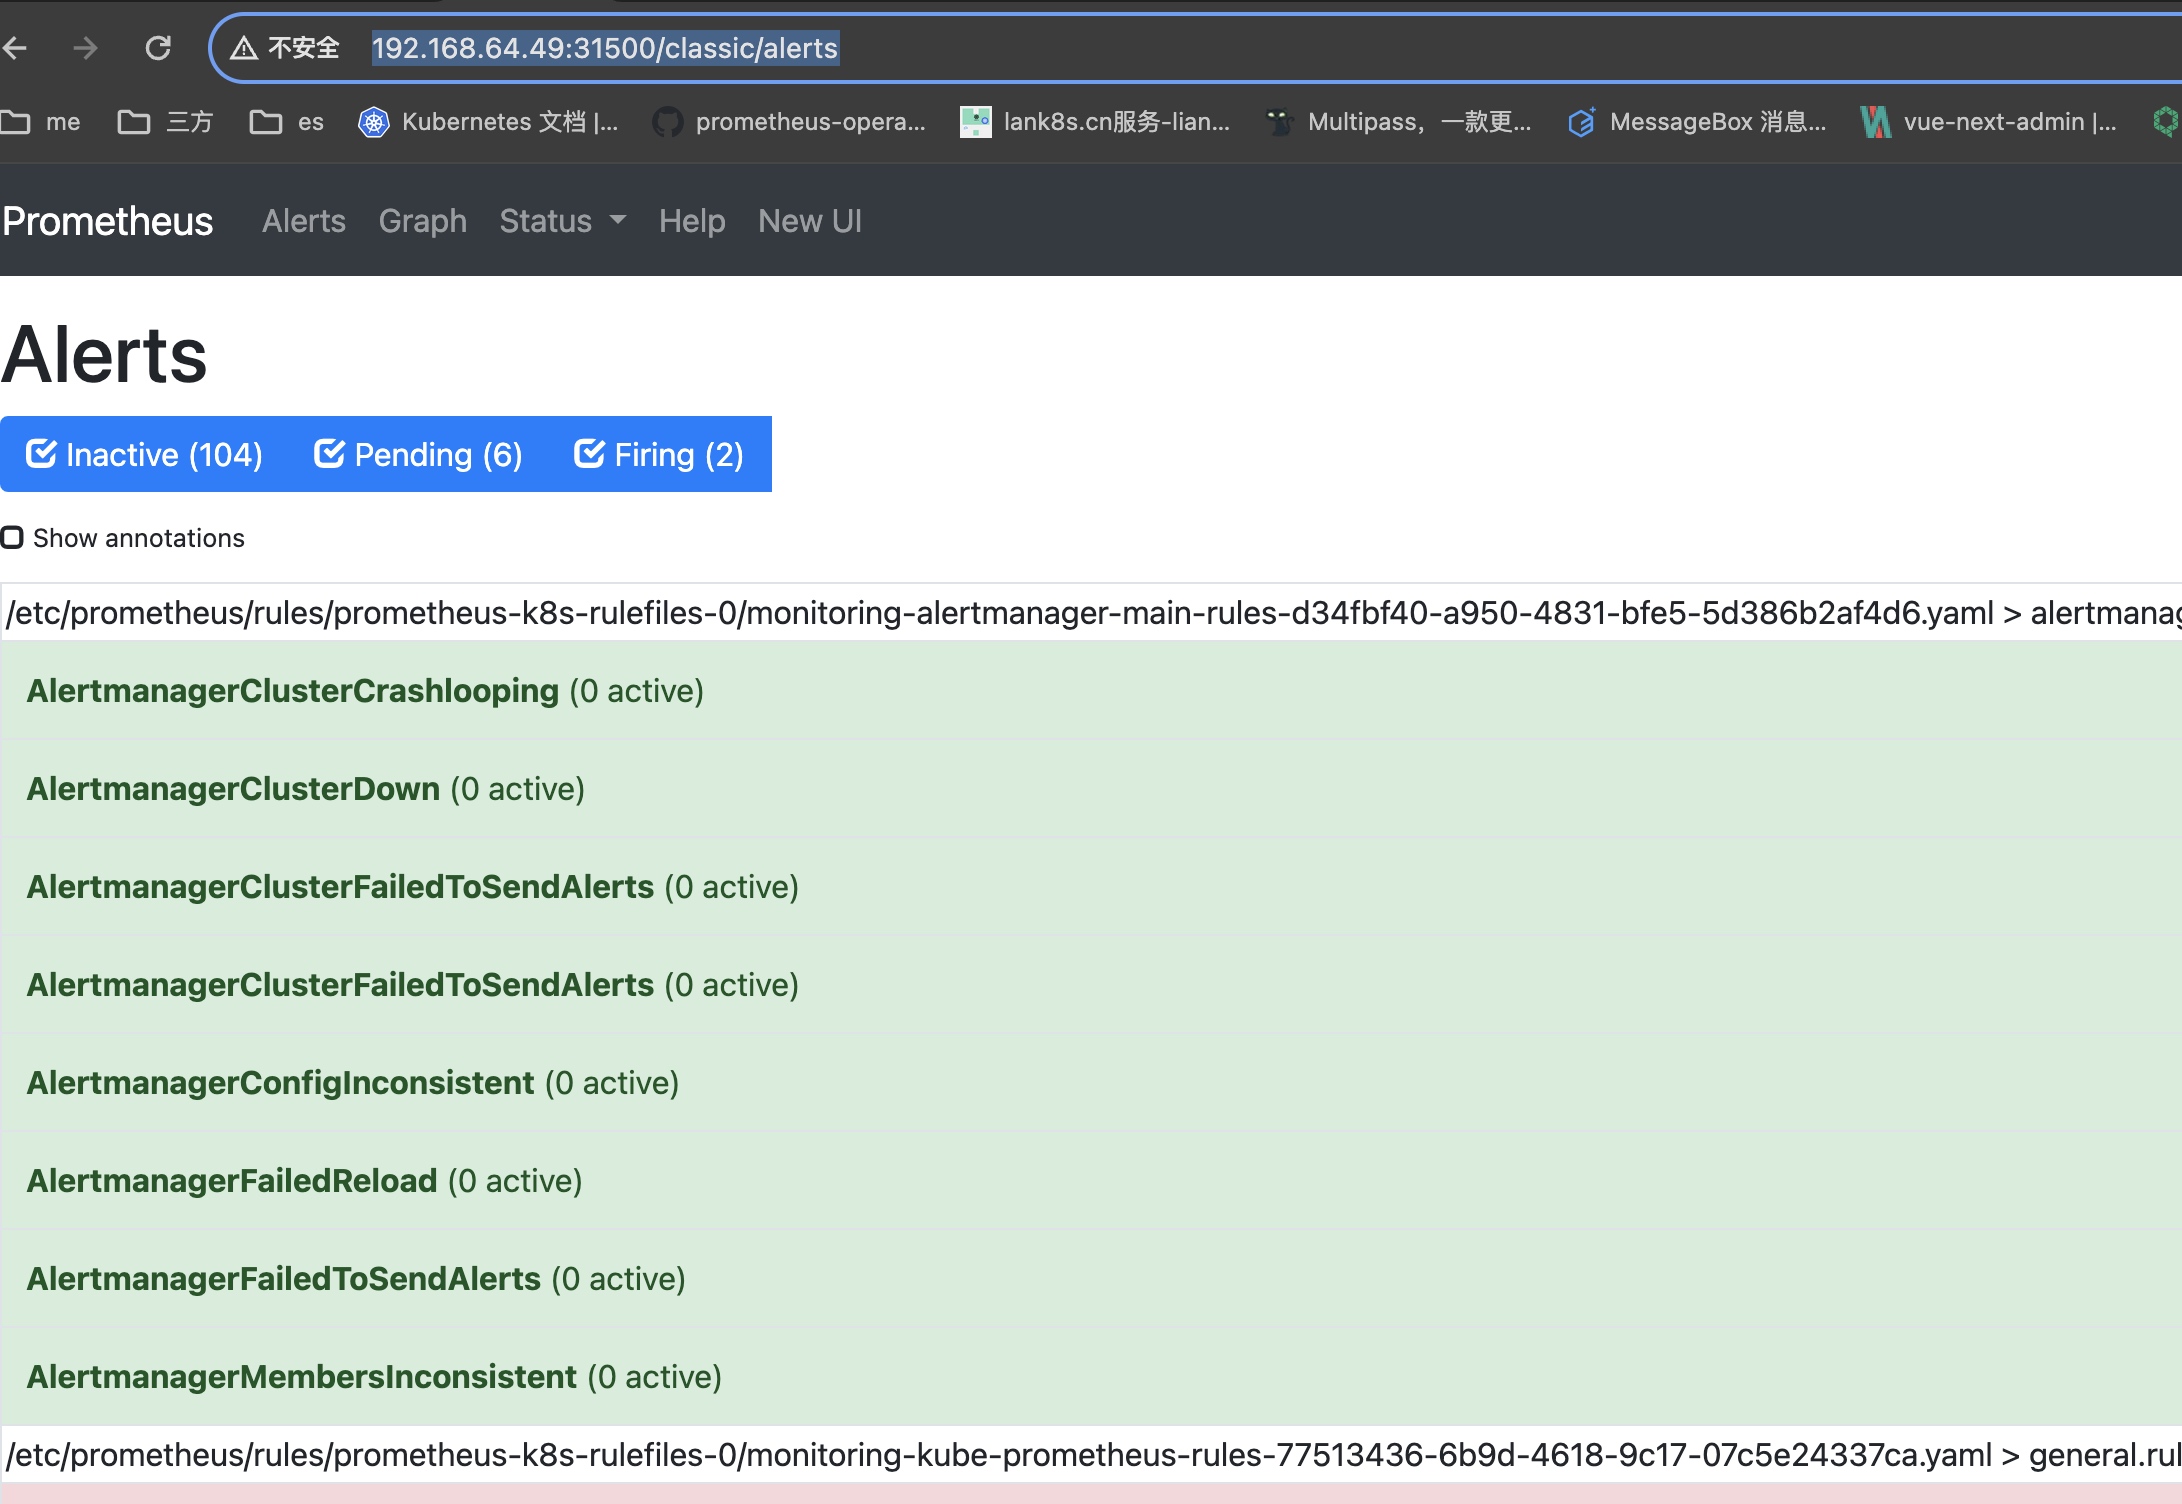 不安全 192.168.64.49:31500/classic/alerts
me 三方 es Kubernetes 文档 |... prometheus-opera... lank8s.cn服务-lian... Multipass，一款更... MessageBox 消息... vue-next-admin |...
Prometheus Alerts Graph Status Help New UI
Alerts
Inactive (104) Pending (6) Firing (2)
Show annotations
/etc/prometheus/rules/prometheus-k8s-rulefiles-0/monitoring-alertmanager-main-rules-d34fbf40-a950-4831-bfe5-5d386b2af4d6.yaml > alertmanag
AlertmanagerClusterCrashlooping (0 active)
AlertmanagerClusterDown (0 active)
AlertmanagerClusterFailedToSendAlerts (0 active)
AlertmanagerClusterFailedToSendAlerts (0 active)
AlertmanagerConfigInconsistent (0 active)
AlertmanagerFailedReload (0 active)
AlertmanagerFailedToSendAlerts (0 active)
AlertmanagerMembersInconsistent (0 active)
/etc/prometheus/rules/prometheus-k8s-rulefiles-0/monitoring-kube-prometheus-rules-77513436-6b9d-4618-9c17-07c5e24337ca.yaml > general.rul